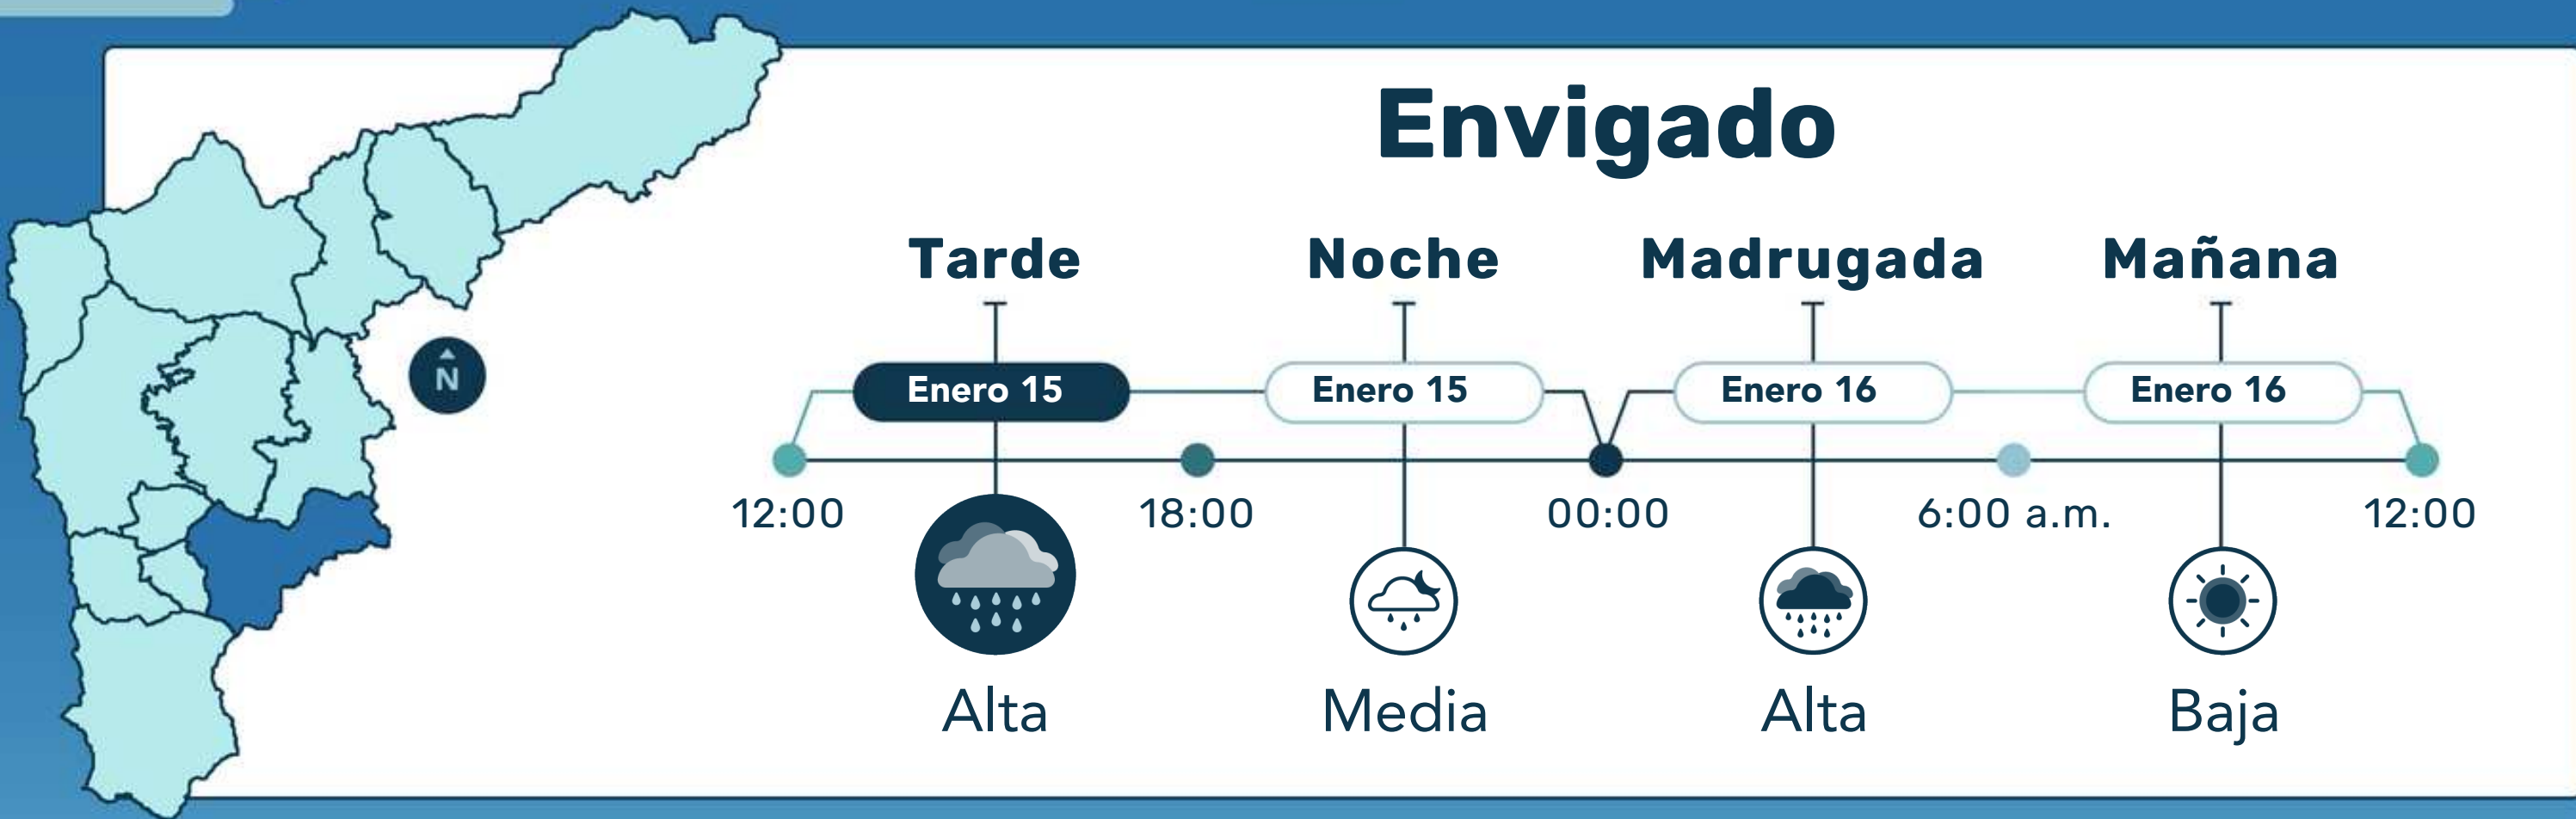 Envigado
Tarde Noche Madrugada Mañana
N
Enero 15 Enero 15 Enero 16 Enero 16
12:00 18:00 00:00 6:00 a.m. 12:00
Alta Media Alta Baja